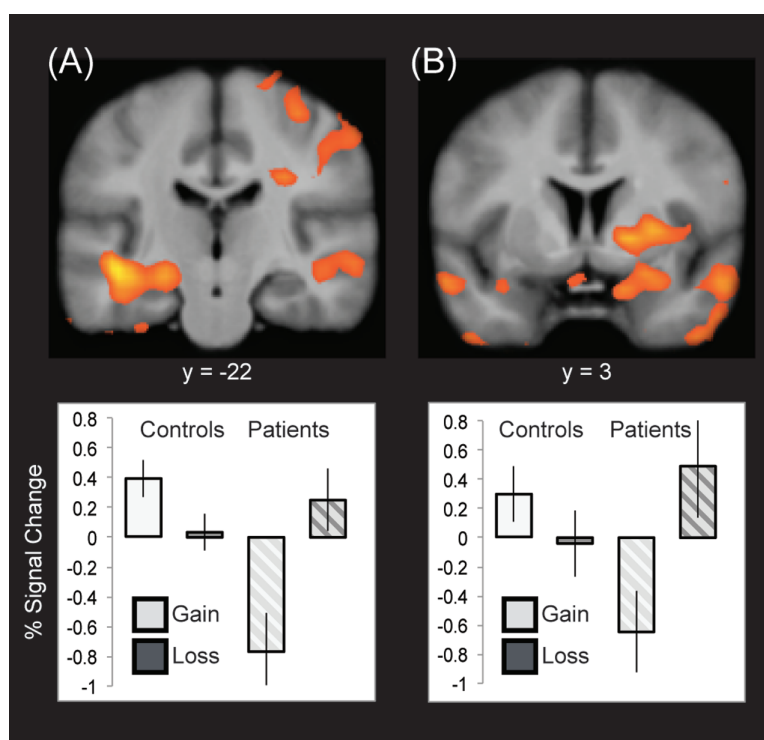 (A)
(B)
y = -22
y = 3
% Signal Change
0.8
0.6
0.4
0.2
0
-0.2
-0.4
-0.6
-0.8
-1
Controls Patients
Gain
Loss
0.8
0.6
0.4
0.2
0
-0.2
-0.4
-0.6
-0.8
-1
Controls Patients
Gain
Loss